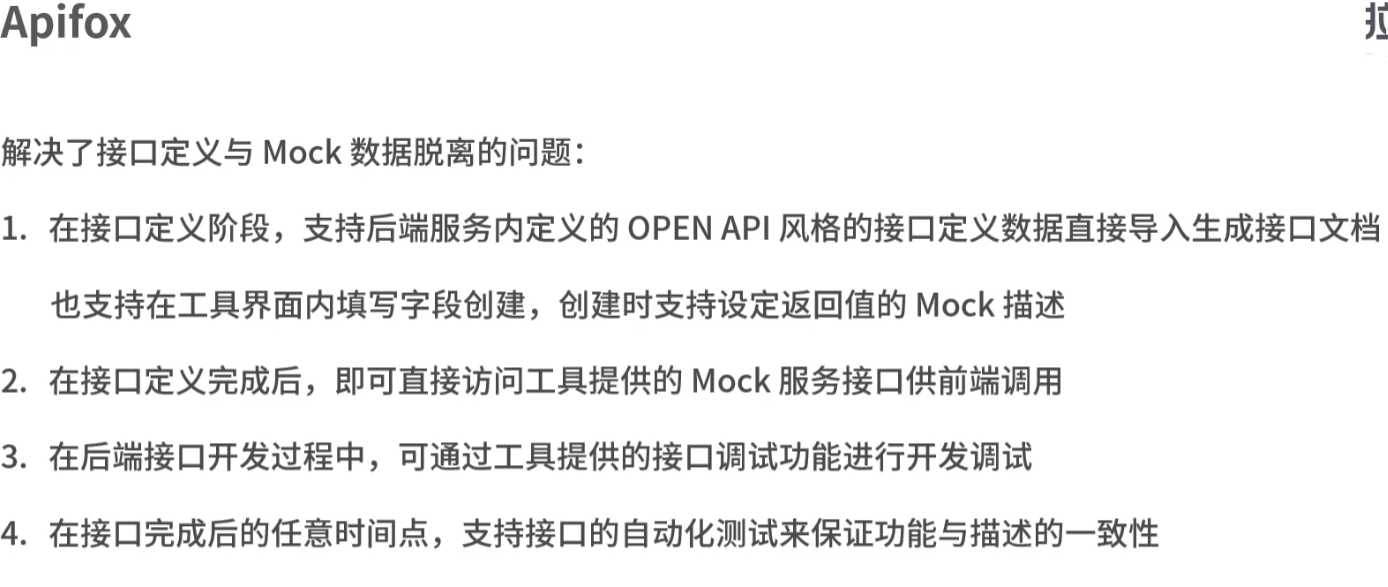 Apifox
解决了接口定义与 Mock 数据脱离的问题：
1. 在接口定义阶段，支持后端服务内定义的 OPEN API 风格的接口定义数据直接导入生成接口文档
也支持在工具界面内填写字段创建，创建时支持设定返回值的 Mock 描述
2. 在接口定义完成后，即可直接访问工具提供的 Mock 服务接口供前端调用
3. 在后端接口开发过程中，可通过工具提供的接口调试功能进行开发调试
4. 在接口完成后的任意时间点，支持接口的自动化测试来保证功能与描述的一致性